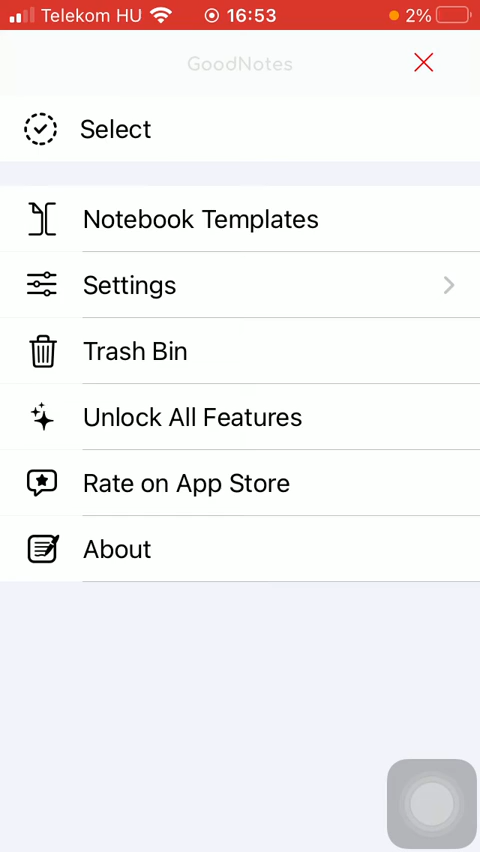 Telekom HU 16:53 2%
GoodNotes
Select
Notebook Templates
Settings
Trash Bin
Unlock All Features
Rate on App Store
About